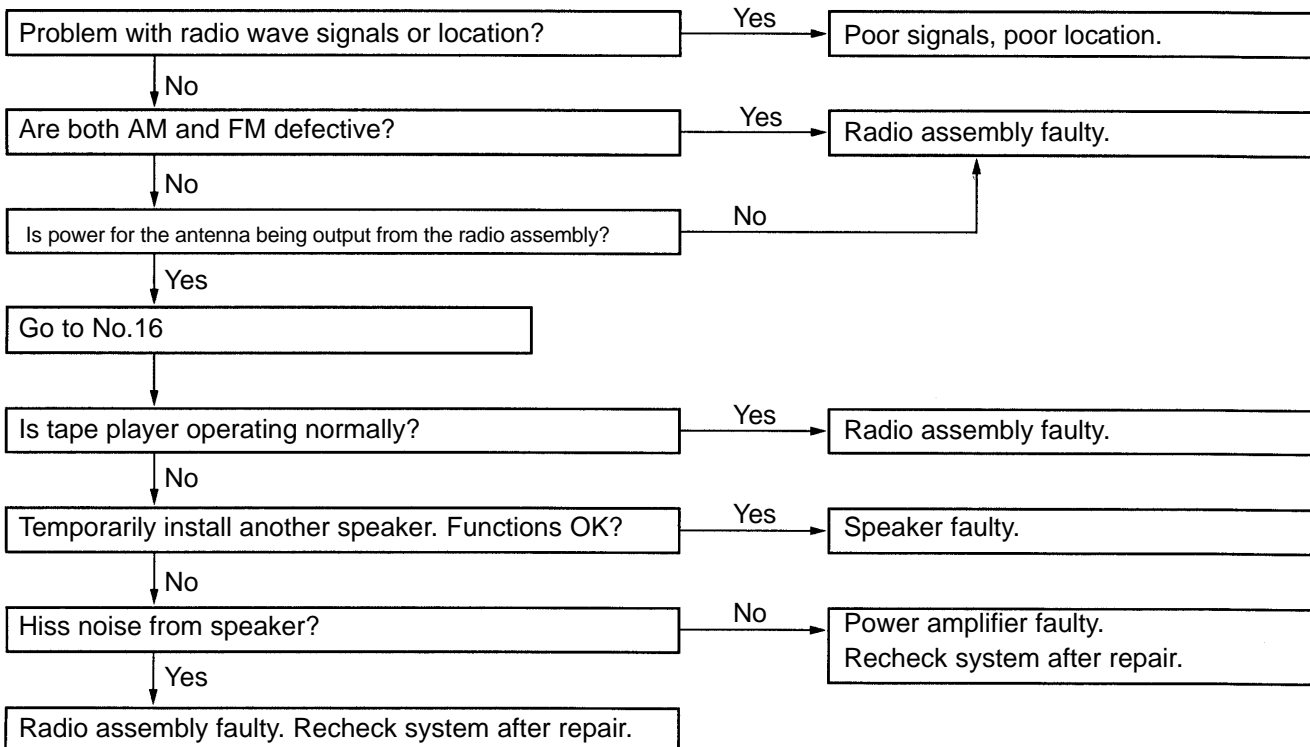 Problem with radio wave signals or location?
Yes
Poor signals, poor location.
No
Are both AM and FM defective?
Yes
Radio assembly faulty.
No
Is power for the antenna being output from the radio assembly?
No
Yes
Go to No.16
Is tape player operating normally?
Yes
Radio assembly faulty.
No
Temporarily install another speaker. Functions OK?
Yes
Speaker faulty.
No
Hiss noise from speaker?
No
Power amplifier faulty.
Recheck system after repair.
Yes
Radio assembly faulty. Recheck system after repair.